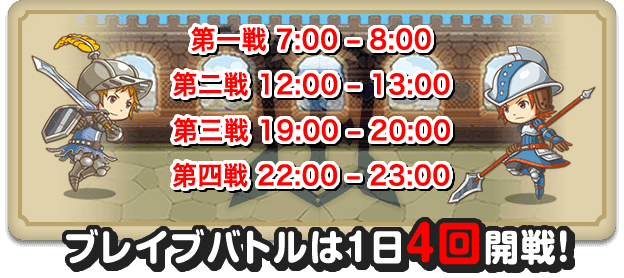 第一戦 7:00 – 8:00
第二戦 12:00 – 13:00
第三戦 19:00 – 20:00
第四戦 22:00 – 23:00
ブレイブバトルは1日4回開戦!